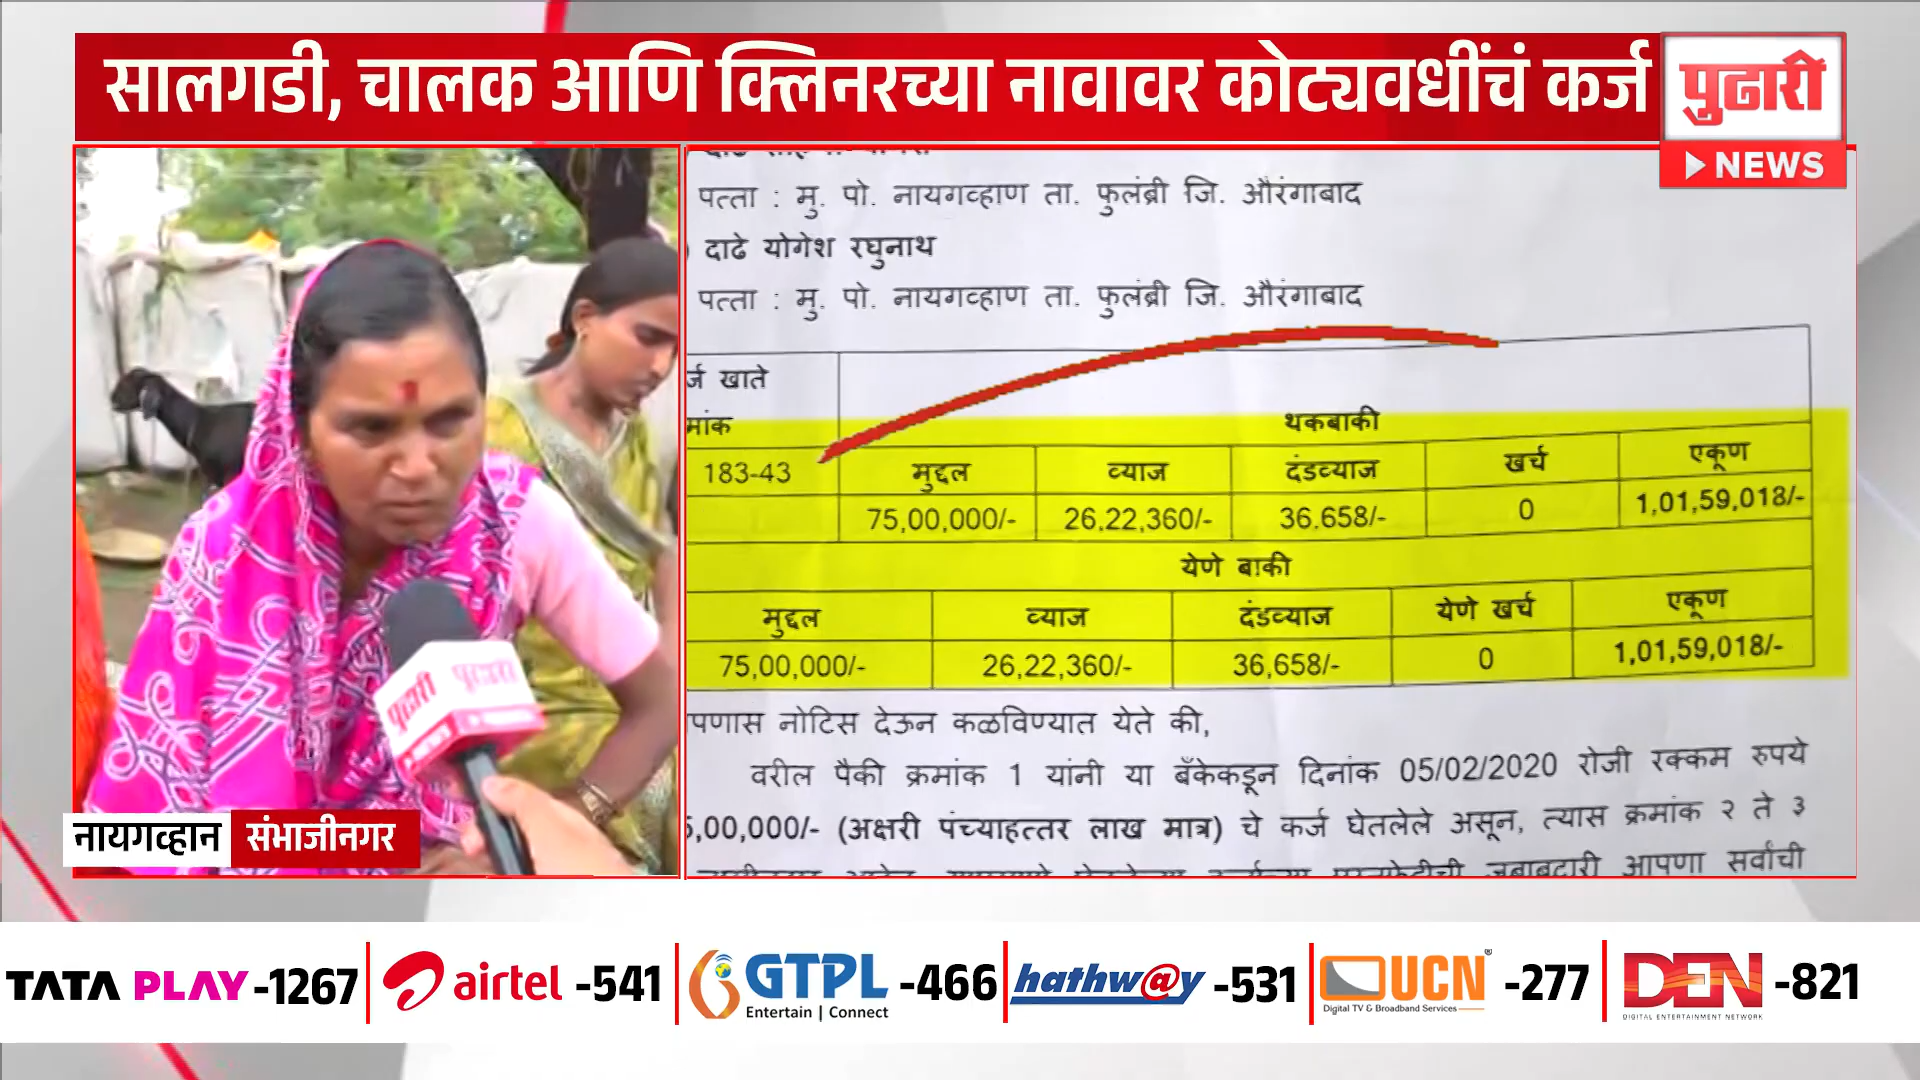 सालगडी, चालक आणि क्लिनरच्या नावावर कोट्यवधींचं कर्ज
पुढारी
NEWS
पत्ता : मु. पो. नायगव्हाण ता. फुलंब्री जि. औरंगाबाद
दाढे योगेश रघुनाथ
पत्ता : मु. पो. नायगव्हाण ता. फुलंब्री जि. औरंगाबाद
र्ज खाते
मांक
थकबाकी
183-43 मुद्दल व्याज दंडव्याज खर्च एकूण
75,00,000/- 26,22,360/- 36,658/- 0 1,01,59,018/-
येणे बाकी
मुद्दल व्याज दंडव्याज येणे खर्च एकूण
75,00,000/- 26,22,360/- 36,658/- 0 1,01,59,018/-
पणास नोटिस देऊन कळविण्यात येते की,
वरील पैकी क्रमांक 1 यांनी या बँकेकडून दिनांक 05/02/2020 रोजी रक्कम रुपये
5,00,000/- (अक्षरी पंच्याहत्तर लाख मात्र) चे कर्ज घेतलेले असून, त्यास क्रमांक २ ते ३
जबाबदारी आपणा सर्वांची
पुढारी
नायगव्हान संभाजीनगर
TATA PLAY -1267 airtel -541 GTPL -466 hathw@y -531 UCN -277 DEN -821
Entertain | Connect
Digital TV & Broadband Services
DIGITAL ENTERTAINMENT NETWORK